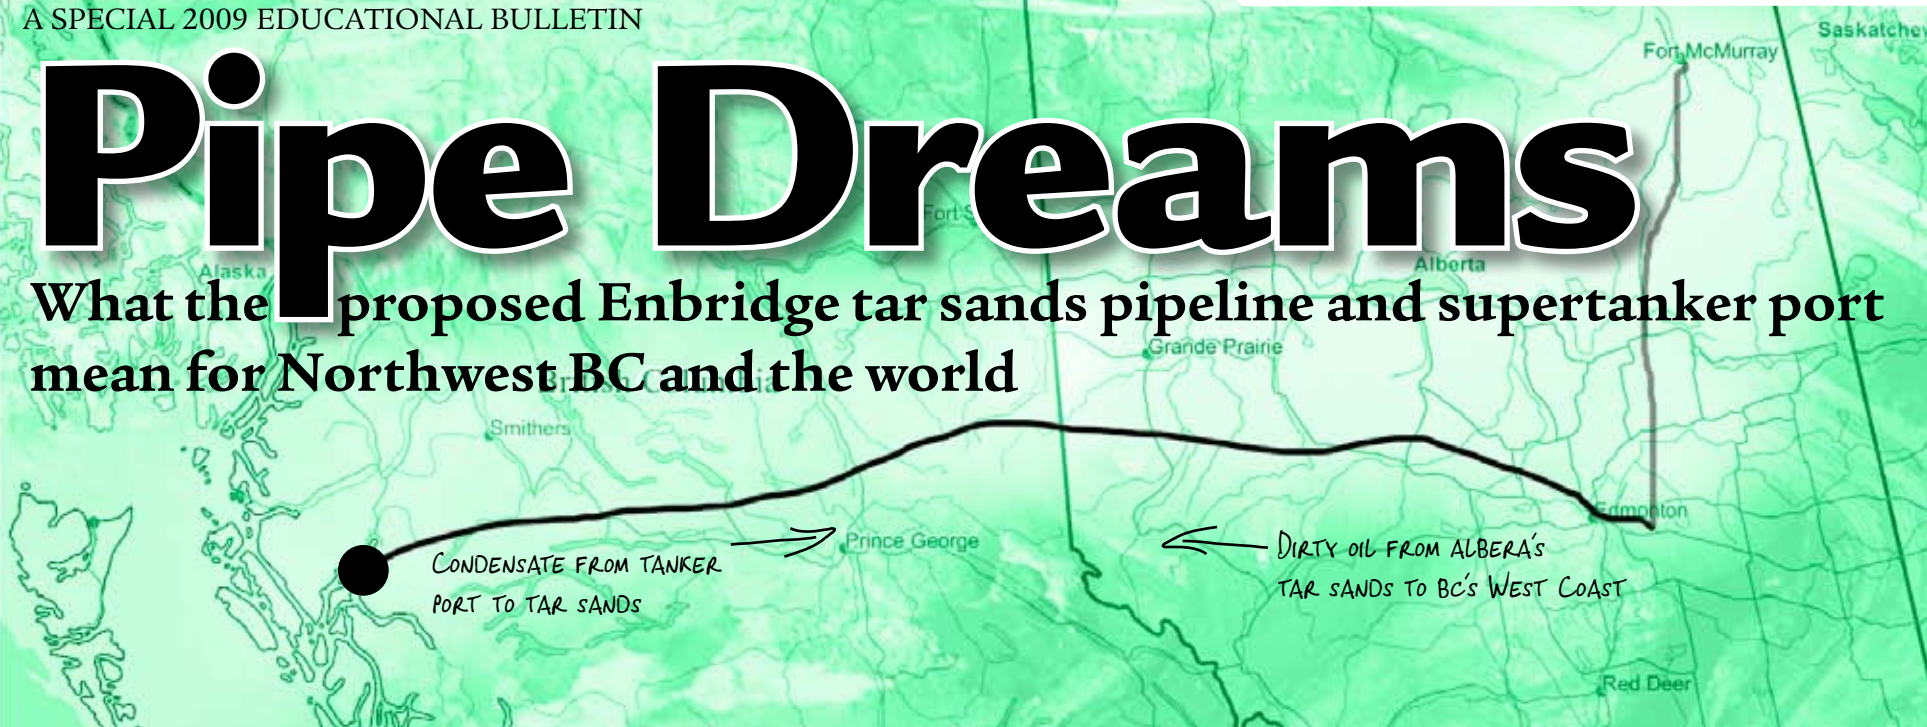 A SPECIAL 2009 EDUCATIONAL BULLETIN
Pipe Dreams
What the proposed Enbridge tar sands pipeline and supertanker port
mean for Northwest BC and the world
Fort McMurray
Alaska
Alberta
Grande Prairie
British Columbia
Smithers
Edmonton
Prince George
CONDENSATE FROM TANKER
PORT TO TAR SANDS
DIRTY OIL FROM ALBERA'S
TAR SANDS TO BC'S WEST COAST
Red Deer